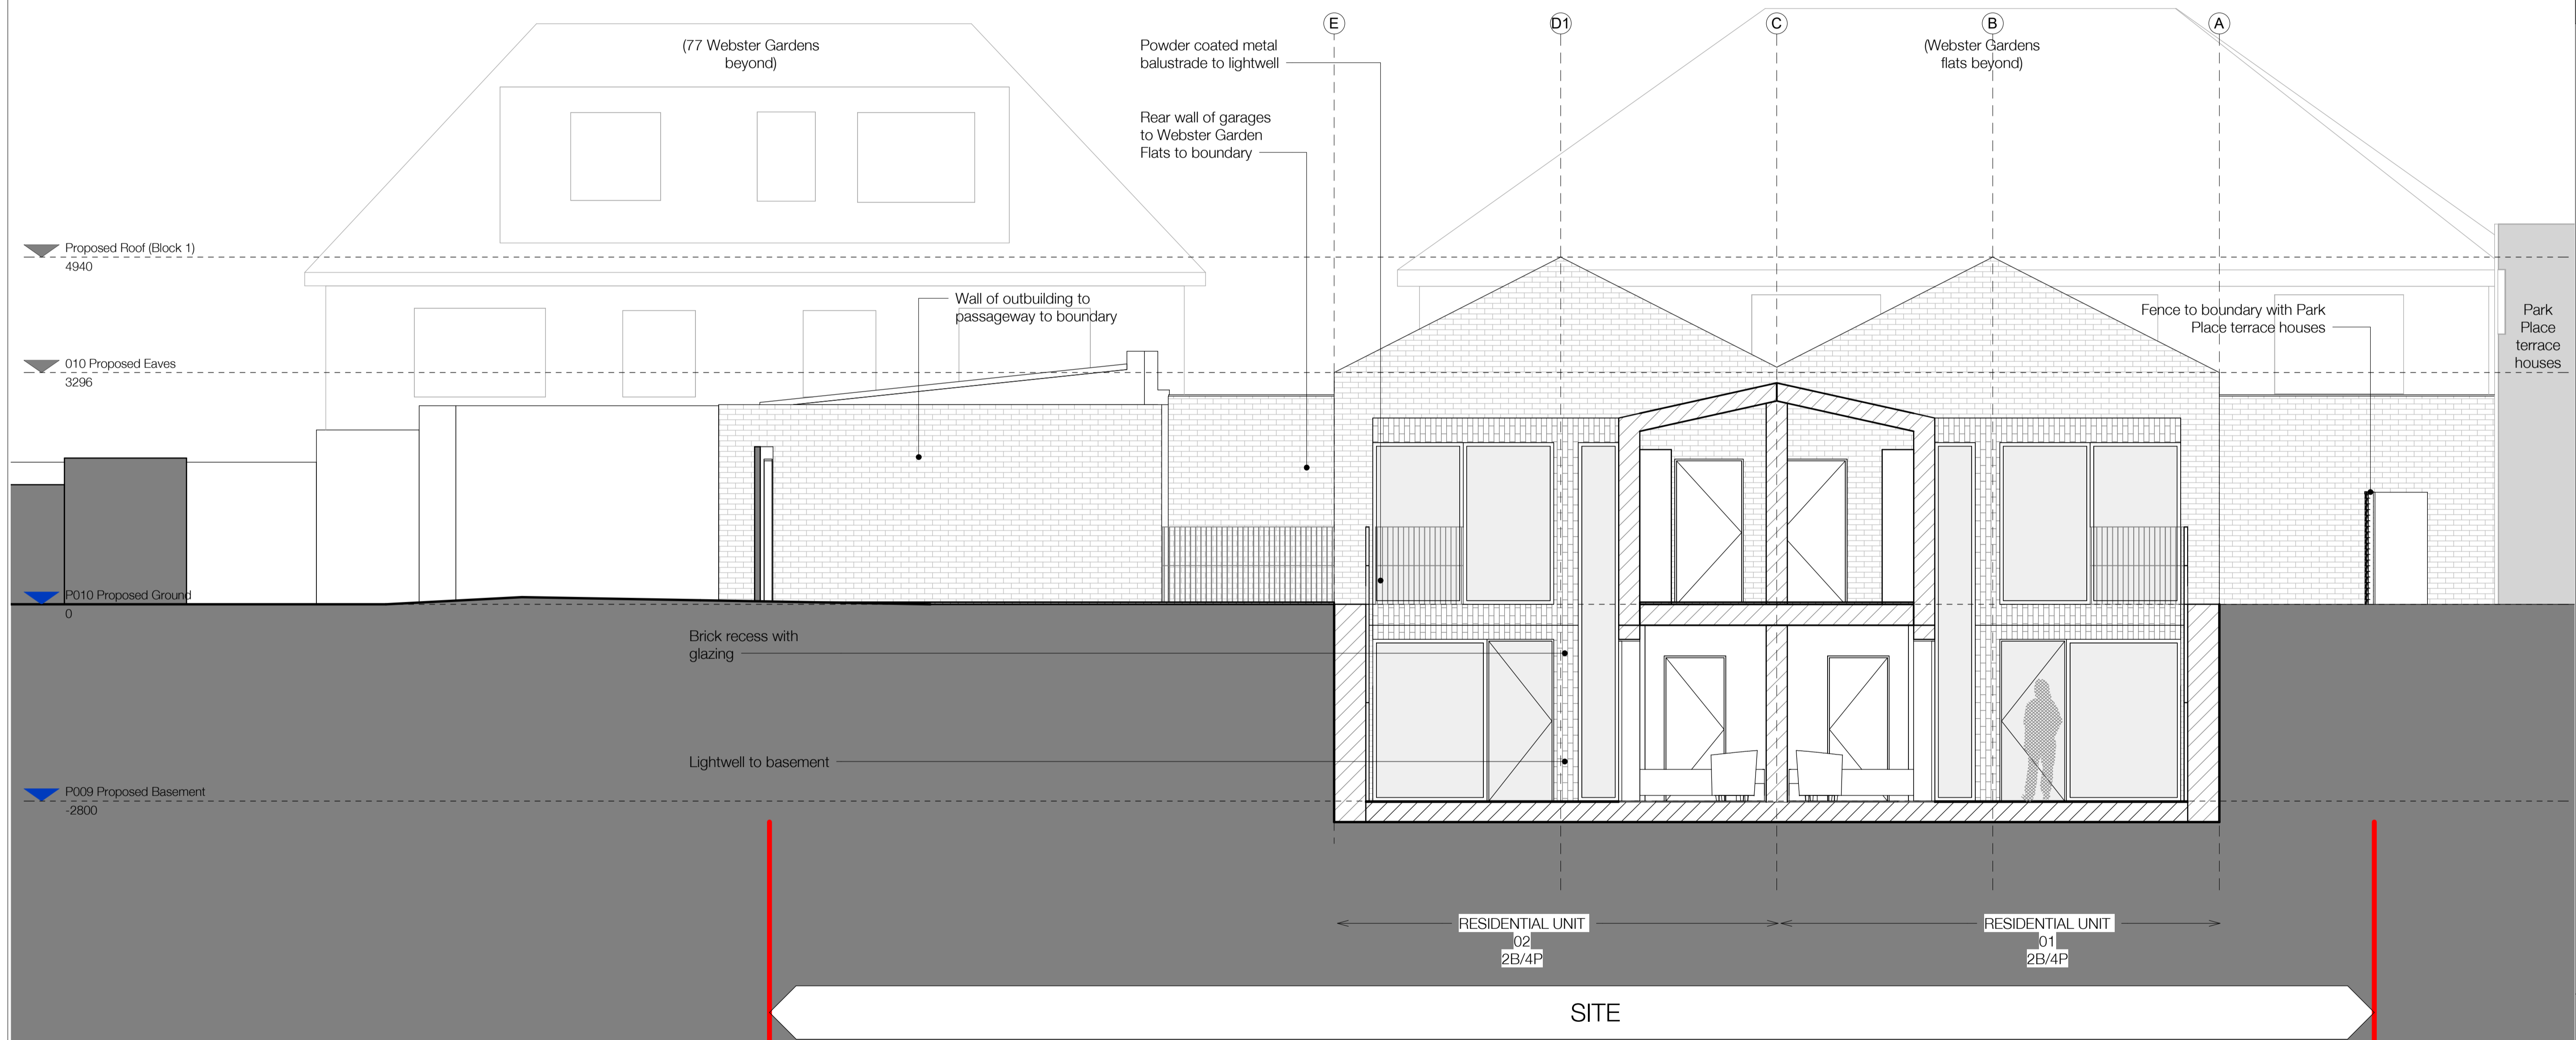 E
D1
C
B
A
(77 Webster Gardens
beyond)
Powder coated metal
balustrade to lightwell
(Webster Gardens
flats beyond)
Rear wall of garages
to Webster Garden
Flats to boundary
Proposed Roof (Block 1)
4940
Wall of outbuilding to
passageway to boundary
Fence to boundary with Park
Place terrace houses
Park
Place
terrace
houses
010 Proposed Eaves
3296
P010 Proposed Ground
0
Brick recess with
glazing
Lightwell to basement
P009 Proposed Basement
-2800
RESIDENTIAL UNIT
02
2B/4P
RESIDENTIAL UNIT
01
2B/4P
SITE